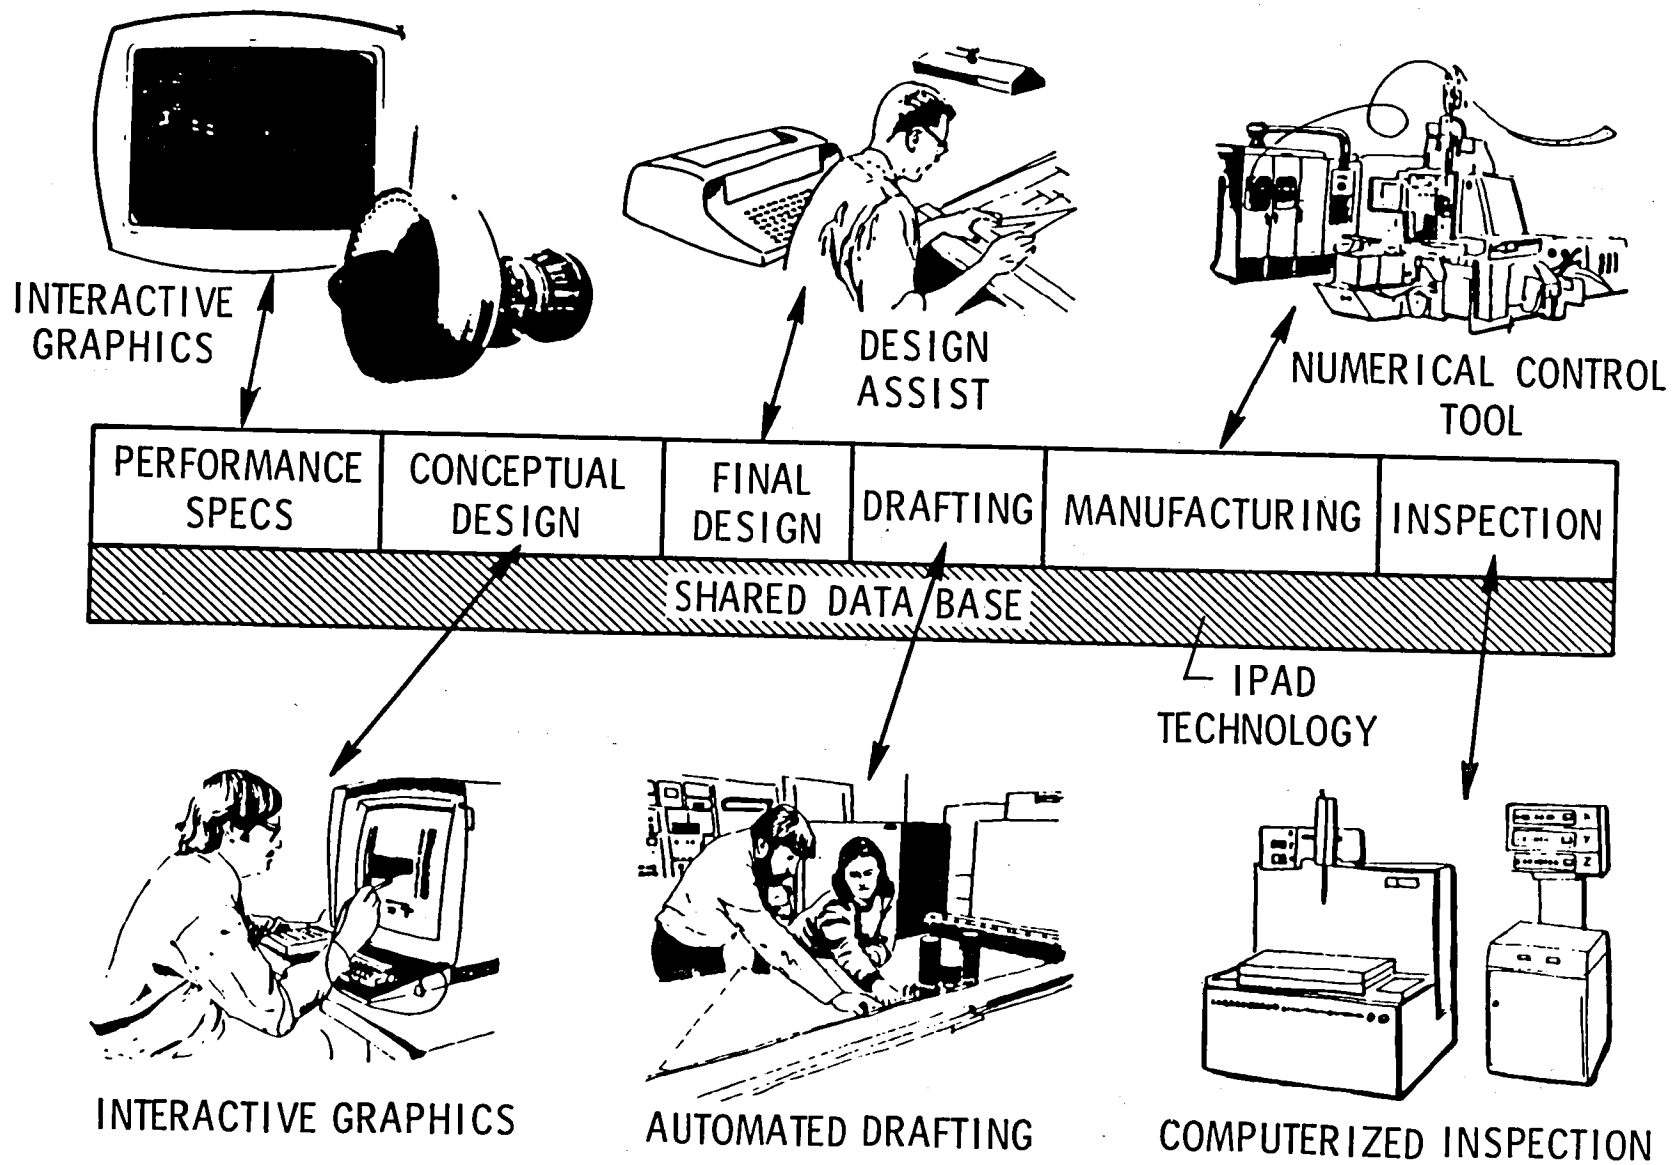 INTERACTIVE
GRAPHICS
DESIGN
ASSIST
NUMERICAL CONTROL
TOOL
PERFORMANCE
SPECS
CONCEPTUAL
DESIGN
FINAL
DESIGN
DRAFTING
MANUFACTURING
INSPECTION
SHARED DATA BASE
IPAD
TECHNOLOGY
X
Y
Z
INTERACTIVE GRAPHICS
AUTOMATED DRAFTING
COMPUTERIZED INSPECTION